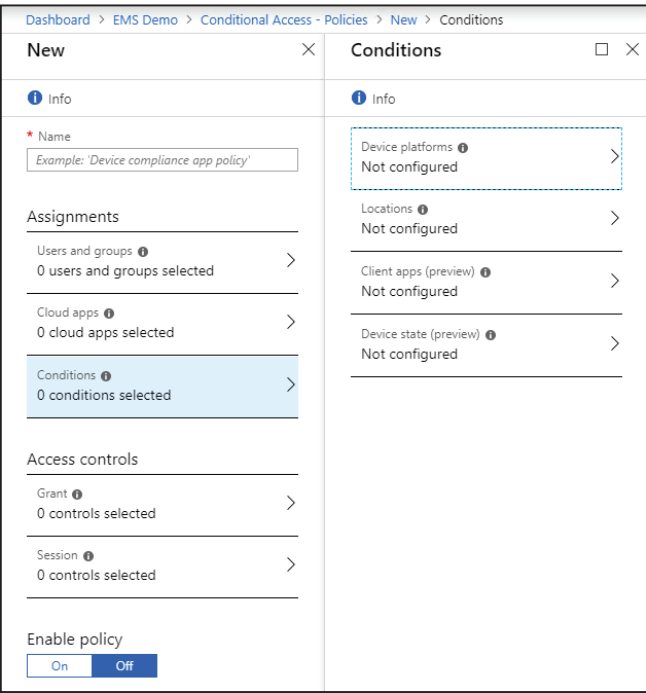 Dashboard > EMS Demo > Conditional Access - Policies > New > Conditions
New
Info
* Name
Example: 'Device compliance app policy'
Assignments
Users and groups
0 users and groups selected
Cloud apps
0 cloud apps selected
Conditions
0 conditions selected
Access controls
Grant
0 controls selected
Session
0 controls selected
Enable policy
On Off
Conditions
Info
Device platforms
Not configured
Locations
Not configured
Client apps (preview)
Not configured
Device state (preview)
Not configured